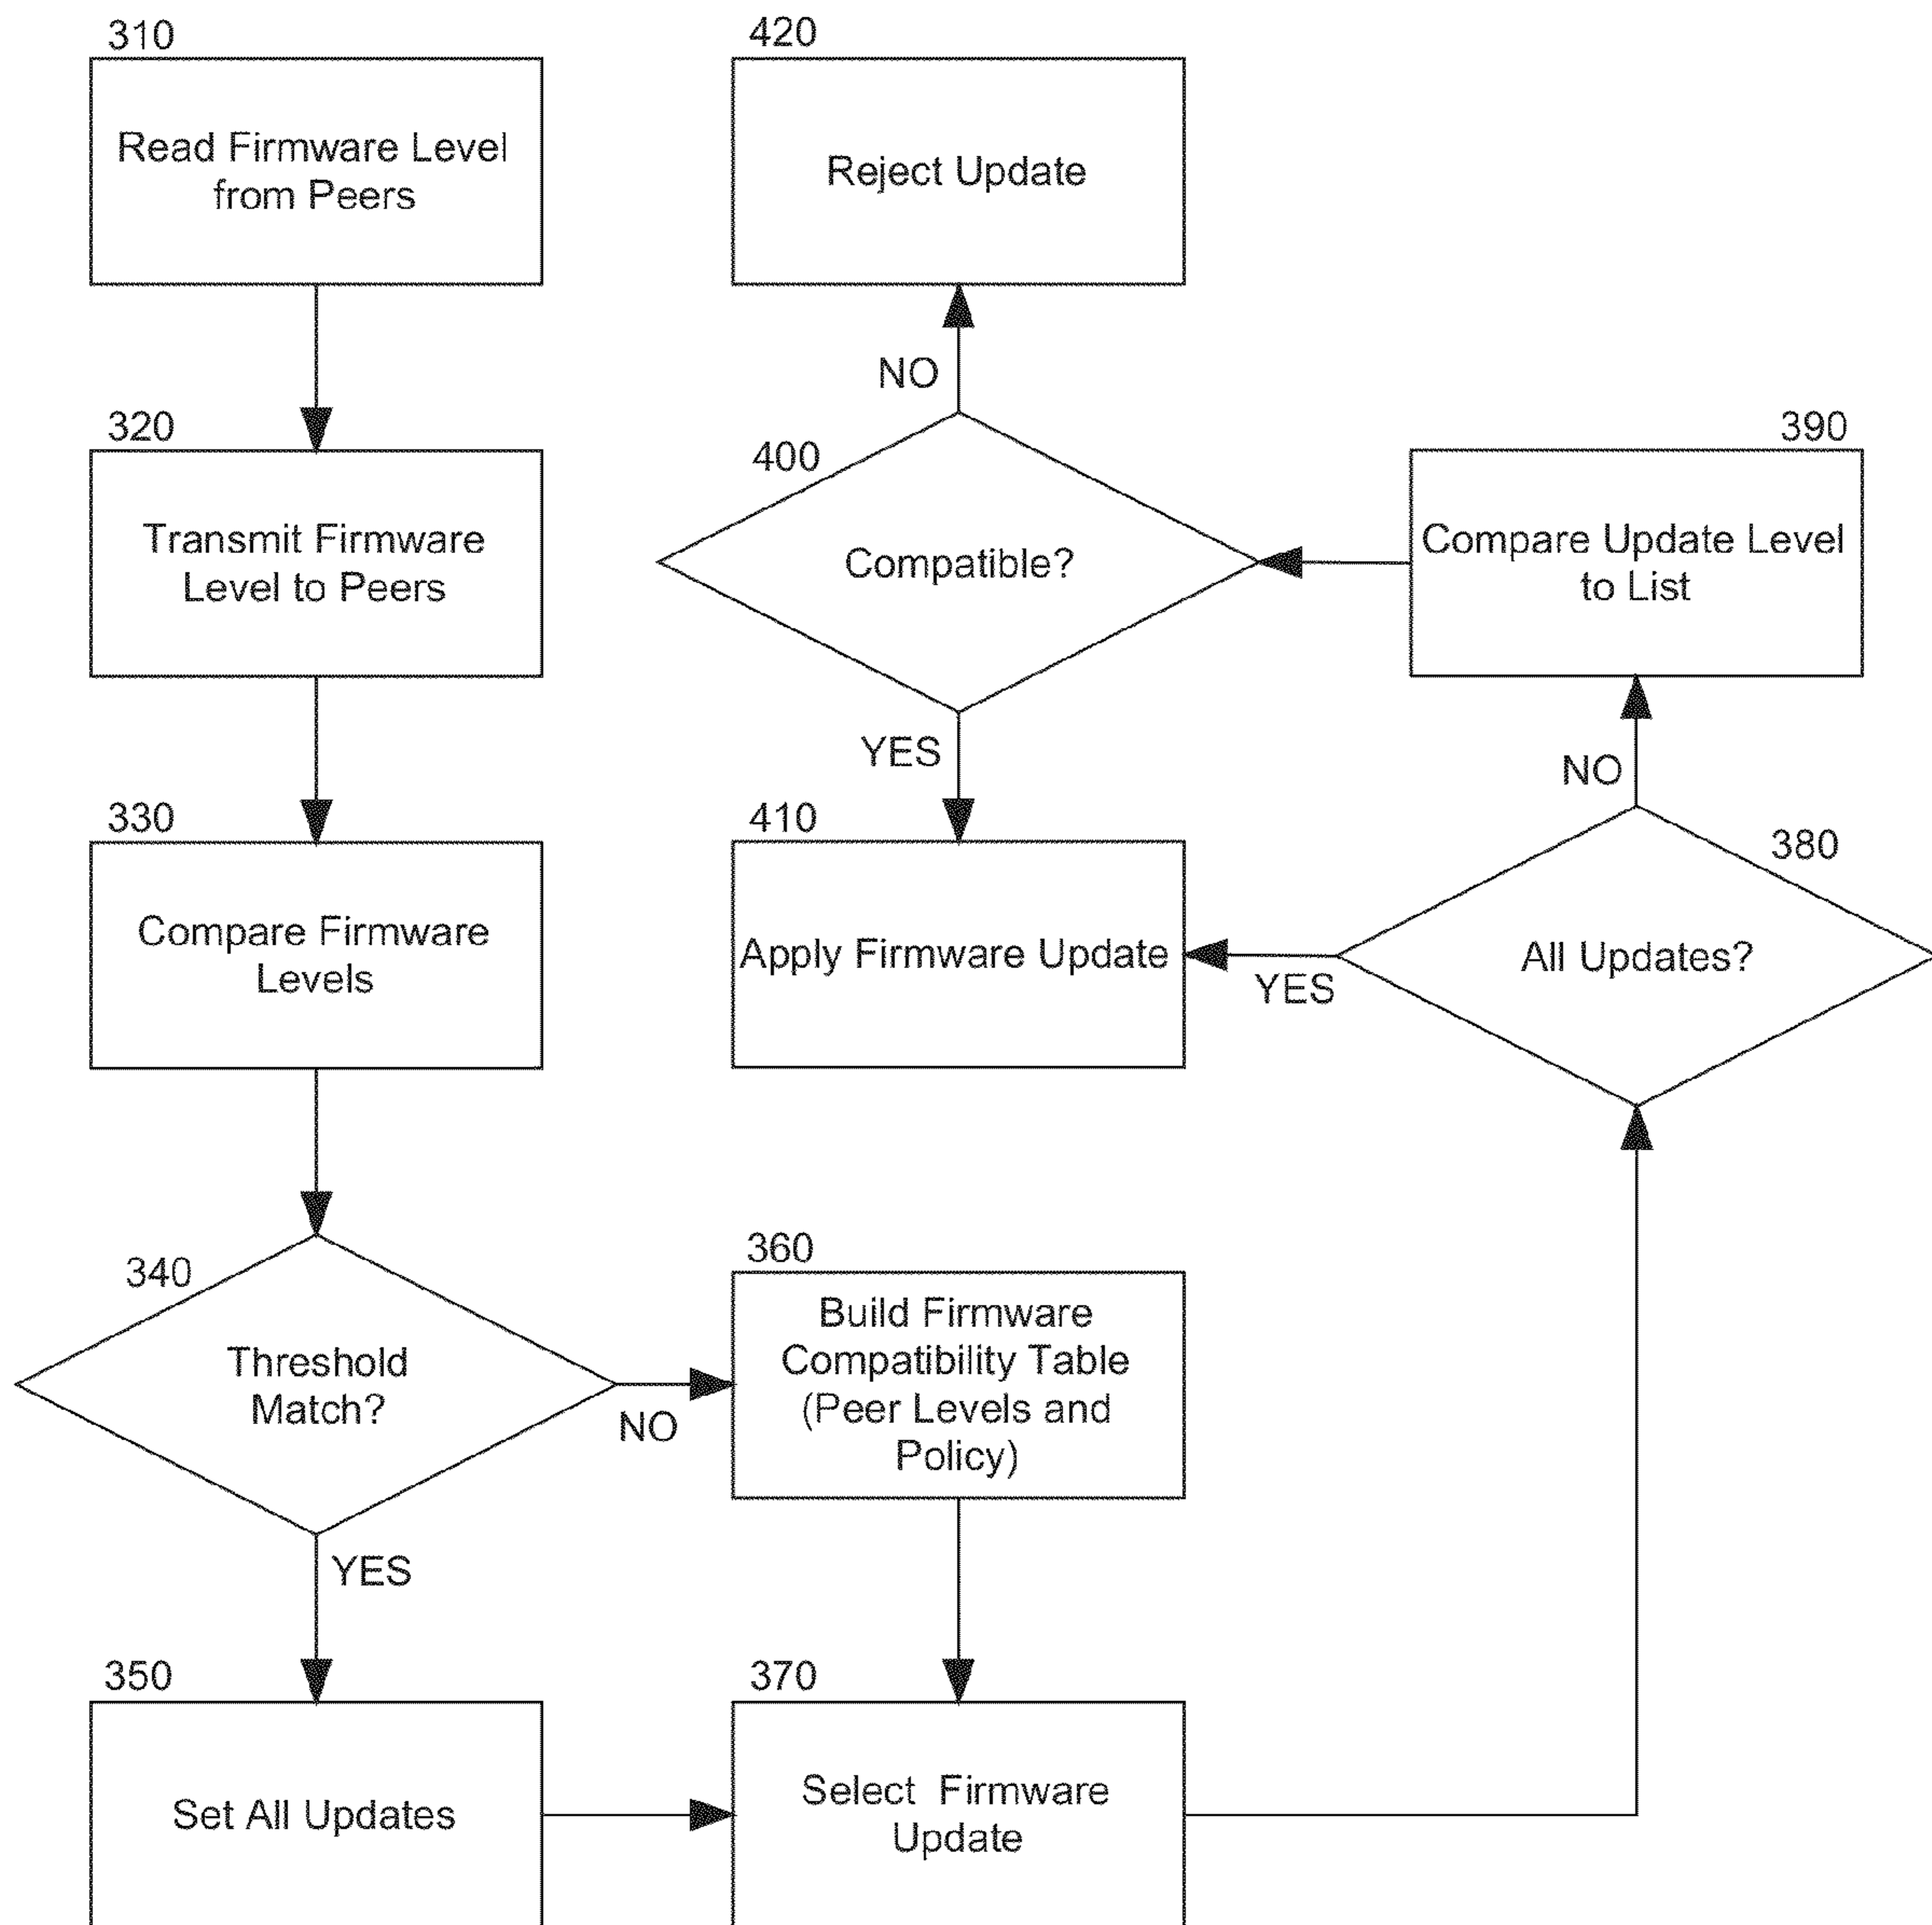 310
Read Firmware Level
from Peers
320
Transmit Firmware
Level to Peers
330
Compare Firmware
Levels
340
Threshold
Match?
NO
YES
350
Set All Updates
360
Build Firmware
Compatibility Table
(Peer Levels and
Policy)
370
Select Firmware
Update
380
All Updates?
NO
YES
390
Compare Update Level
to List
400
Compatible?
NO
YES
410
Apply Firmware Update
420
Reject Update